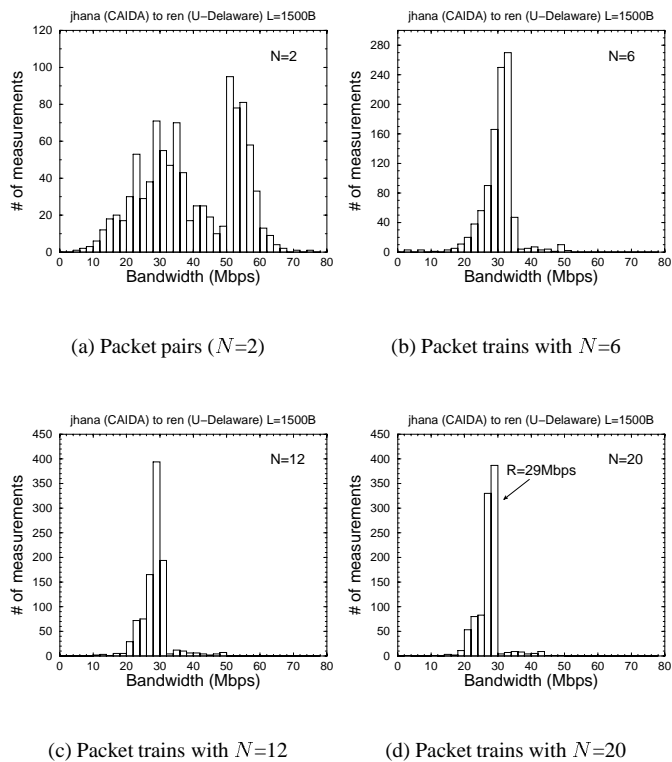 jhana (CAIDA) to ren (U−Delaware) L=1500B
N=2
# of measurements
120
100
80
60
40
20
0
0 10 20 30 40 50 60 70 80
Bandwidth (Mbps)
(a) Packet pairs (N=2)
jhana (CAIDA) to ren (U−Delaware) L=1500B
N=6
# of measurements
280
240
200
160
120
80
40
0
0 10 20 30 40 50 60 70 80
Bandwidth (Mbps)
(b) Packet trains with N=6
jhana (CAIDA) to ren (U−Delaware) L=1500B
N=12
# of measurements
450
400
350
300
250
200
150
100
50
0
0 10 20 30 40 50 60 70 80
Bandwidth (Mbps)
(c) Packet trains with N=12
jhana (CAIDA) to ren (U−Delaware) L=1500B
N=20
R=29Mbps
# of measurements
450
400
350
300
250
200
150
100
50
0
0 10 20 30 40 50 60 70 80
Bandwidth (Mbps)
(d) Packet trains with N=20